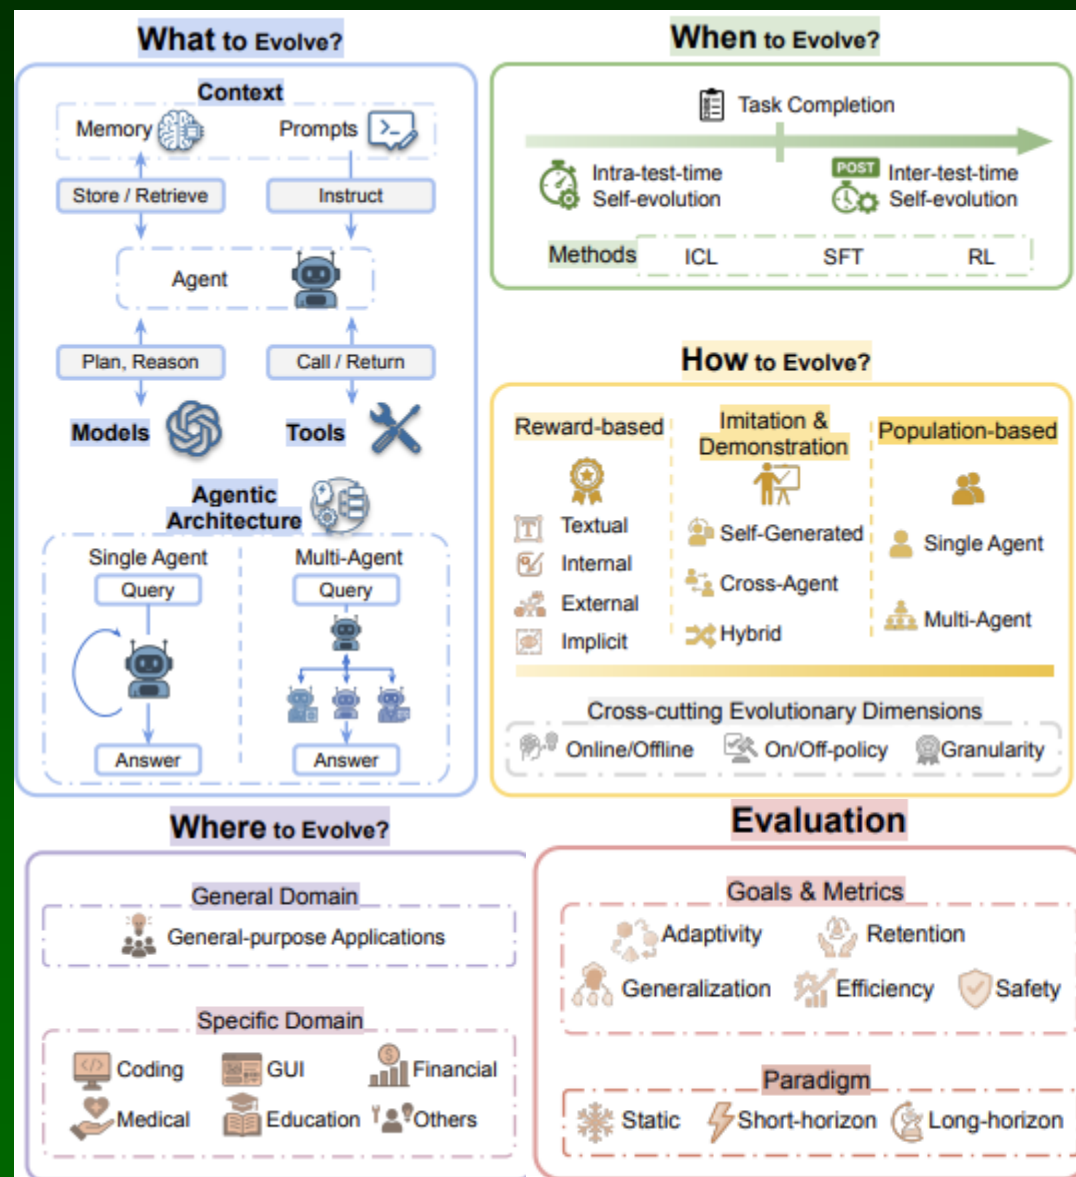 What to Evolve?
Context
Memory
Prompts
Store / Retrieve
Instruct
Agent
Plan, Reason
Call / Return
Models
Tools
Agentic
Architecture
Single Agent
Multi-Agent
Query
Query
Answer
Answer
When to Evolve?
Task Completion
Intra-test-time
Self-evolution
POST
Inter-test-time
Self-evolution
Methods
ICL
SFT
RL
How to Evolve?
Reward-based
Textual
Internal
External
Implicit
Imitation &
Demonstration
Self-Generated
Cross-Agent
Hybrid
Population-based
Single Agent
Multi-Agent
Cross-cutting Evolutionary Dimensions
Online/Offline
On/Off-policy
Granularity
Where to Evolve?
General Domain
General-purpose Applications
Specific Domain
Coding
GUI
Financial
Medical
Education
Others
Evaluation
Goals & Metrics
Adaptivity
Retention
Generalization
Efficiency
Safety
Paradigm
Static
Short-horizon
Long-horizon